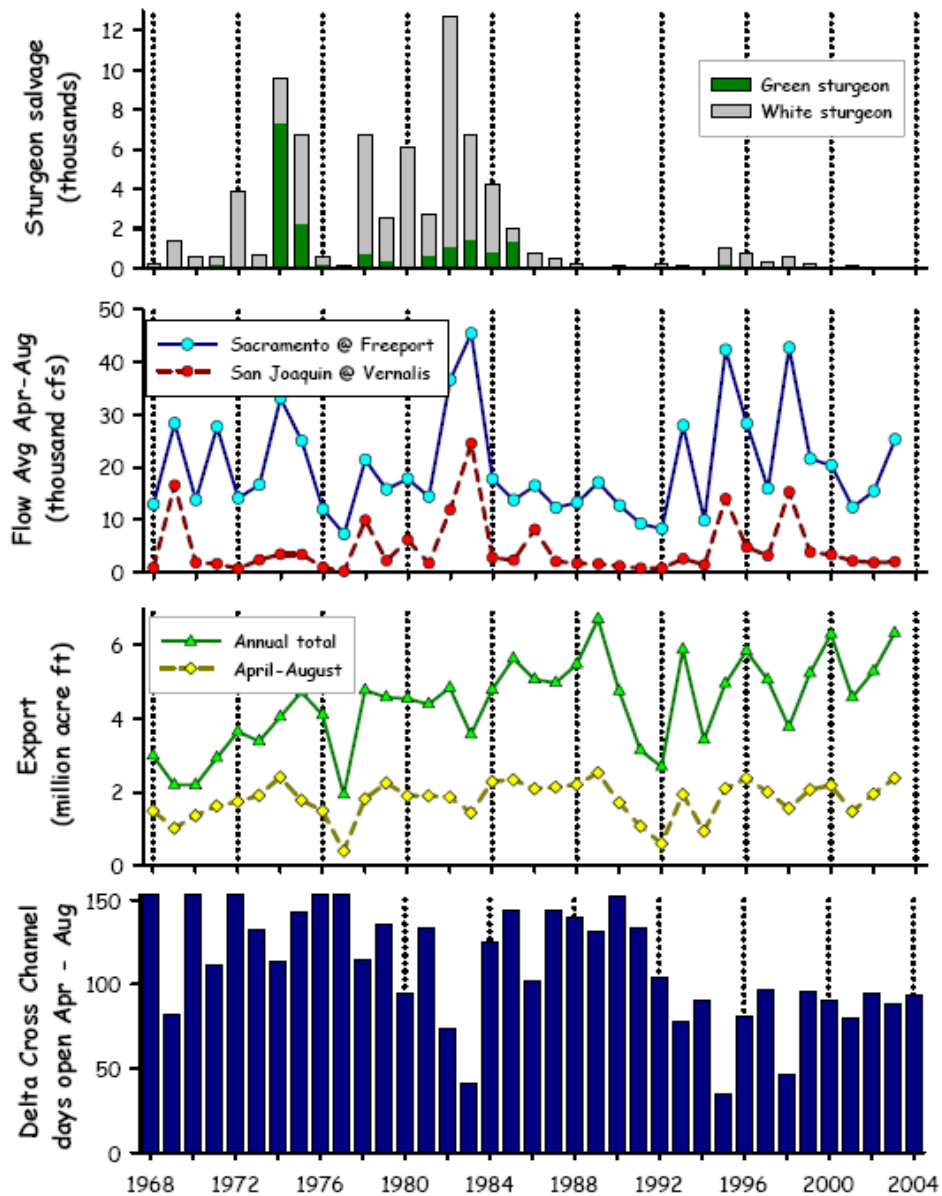 Sturgeon salvage
(thousands)
12
10
8
6
4
2
0
Green sturgeon
White sturgeon
Flow Avg Apr-Aug
(thousand cfs)
50
40
30
20
10
0
Sacramento @ Freeport
San Joaquin @ Vernalis
Export
(million acre ft)
6
4
2
0
Annual total
April-August
Delta Cross Channel
days open Apr - Aug
150
100
50
0
1968 1972 1976 1980 1984 1988 1992 1996 2000 2004